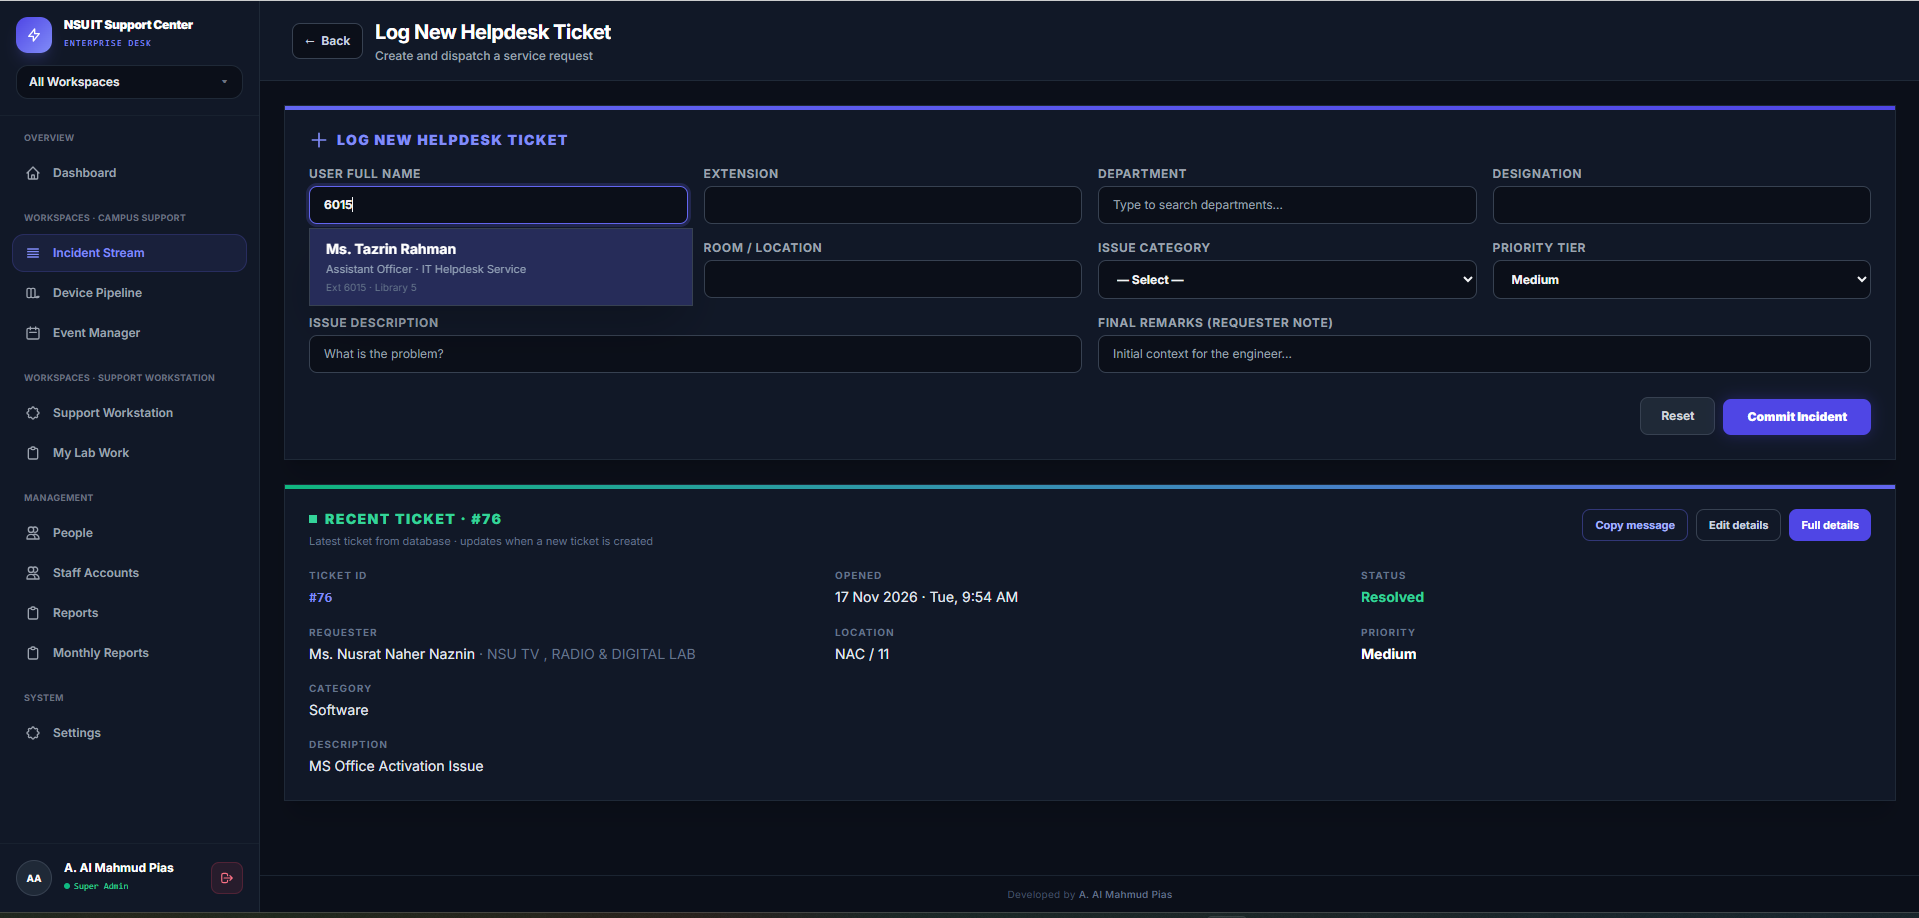 NSU IT Support Center
ENTERPRISE DESK
All Workspaces
OVERVIEW
Dashboard
WORKSPACES · CAMPUS SUPPORT
Incident Stream
Device Pipeline
Event Manager
WORKSPACES · SUPPORT WORKSTATION
Support Workstation
My Lab Work
MANAGEMENT
People
Staff Accounts
Reports
Monthly Reports
SYSTEM
Settings
AA
A. Al Mahmud Pias
Super Admin
← Back
Log New Helpdesk Ticket
Create and dispatch a service request
LOG NEW HELPDESK TICKET
USER FULL NAME
6015
Ms. Tazrin Rahman
Assistant Officer · IT Helpdesk Service
Ext 6015 · Library 5
EXTENSION
DEPARTMENT
Type to search departments...
DESIGNATION
ROOM / LOCATION
ISSUE CATEGORY
— Select —
PRIORITY TIER
Medium
ISSUE DESCRIPTION
What is the problem?
FINAL REMARKS (REQUESTER NOTE)
Initial context for the engineer...
Reset
Commit Incident
RECENT TICKET · #76
Latest ticket from database · updates when a new ticket is created
Copy message
Edit details
Full details
TICKET ID
#76
OPENED
17 Nov 2026 · Tue, 9:54 AM
STATUS
Resolved
REQUESTER
Ms. Nusrat Naher Naznin · NSU TV , RADIO & DIGITAL LAB
LOCATION
NAC / 11
PRIORITY
Medium
CATEGORY
Software
DESCRIPTION
MS Office Activation Issue
Developed by A. Al Mahmud Pias